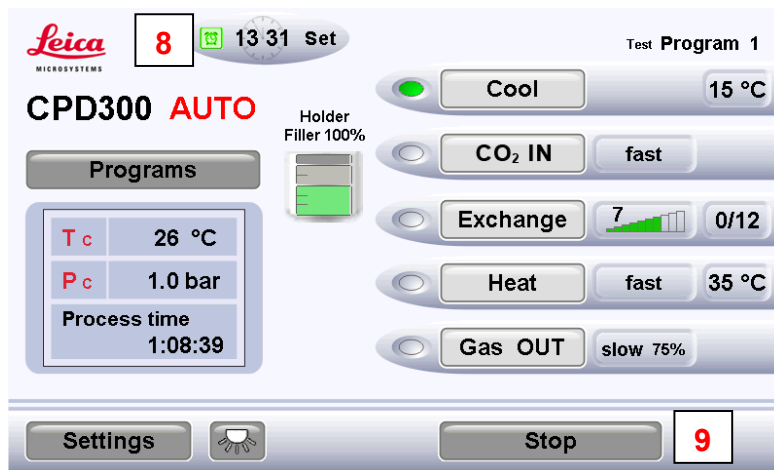 Leica
MICROSYSTEMS
8
13 31 Set
Test Program 1
CPD300 AUTO
Holder
Filler 100%
Programs
Tc 26 °C
Pc 1.0 bar
Process time
1:08:39
Cool 15 °C
CO₂ IN fast
Exchange 7 0/12
Heat fast 35 °C
Gas OUT slow 75%
Settings
Stop
9